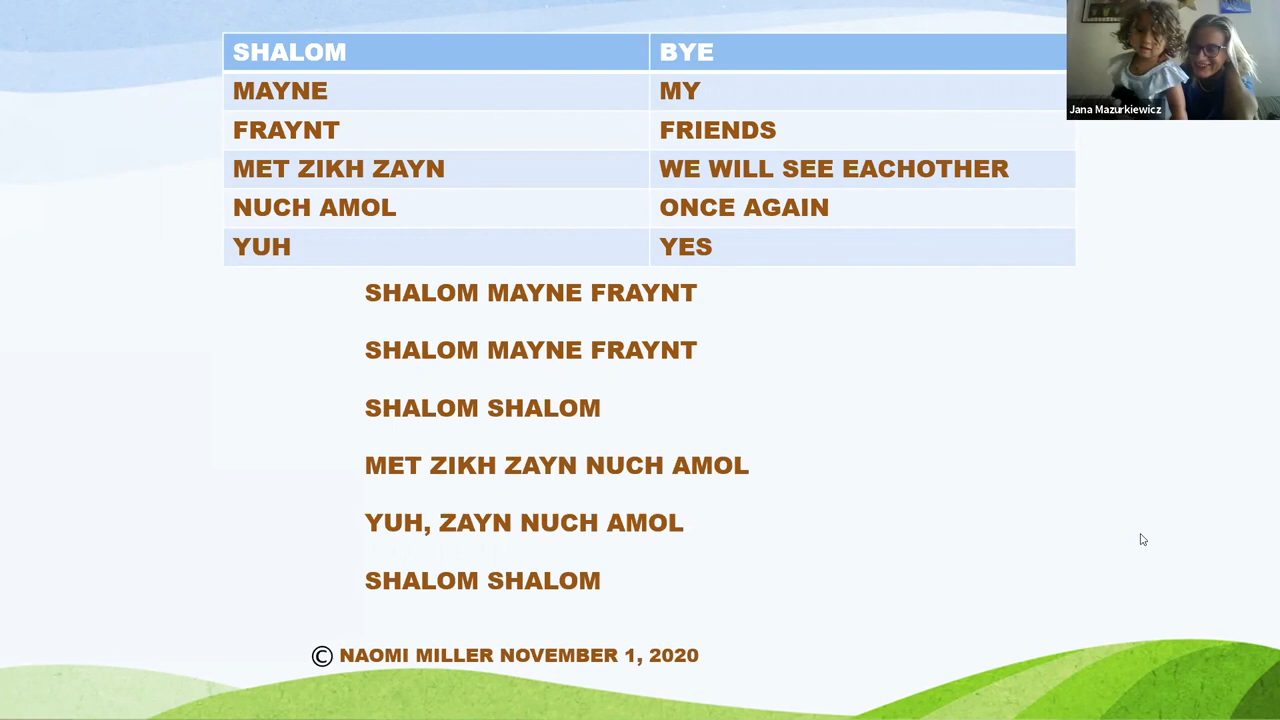 SHALOM BYE
MAYNE MY
FRAYNT FRIENDS
MET ZIKH ZAYN WE WILL SEE EACHOTHER
NUCH AMOL ONCE AGAIN
YUH YES
SHALOM MAYNE FRAYNT
SHALOM MAYNE FRAYNT
SHALOM SHALOM
MET ZIKH ZAYN NUCH AMOL
YUH, ZAYN NUCH AMOL
SHALOM SHALOM
© NAOMI MILLER NOVEMBER 1, 2020
Jana Mazurkiewicz